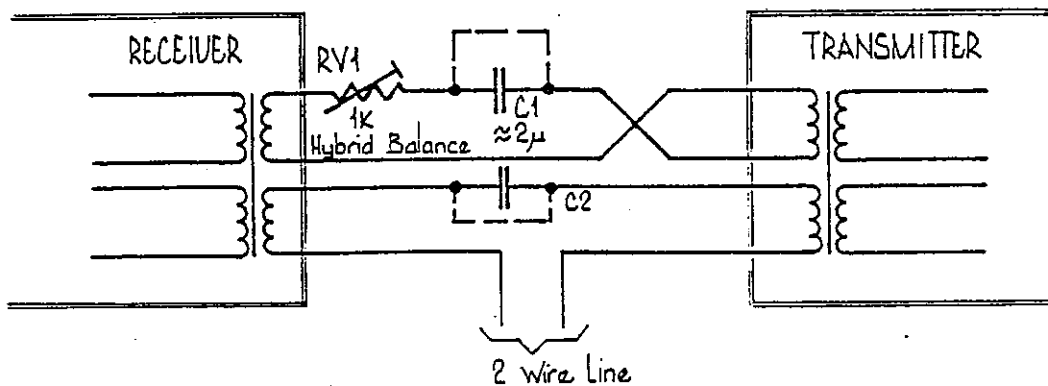 RECEIVER
TRANSMITTER
RV1
1K
Hybrid Balance
C1
≈2μ
C2
2 Wire Line